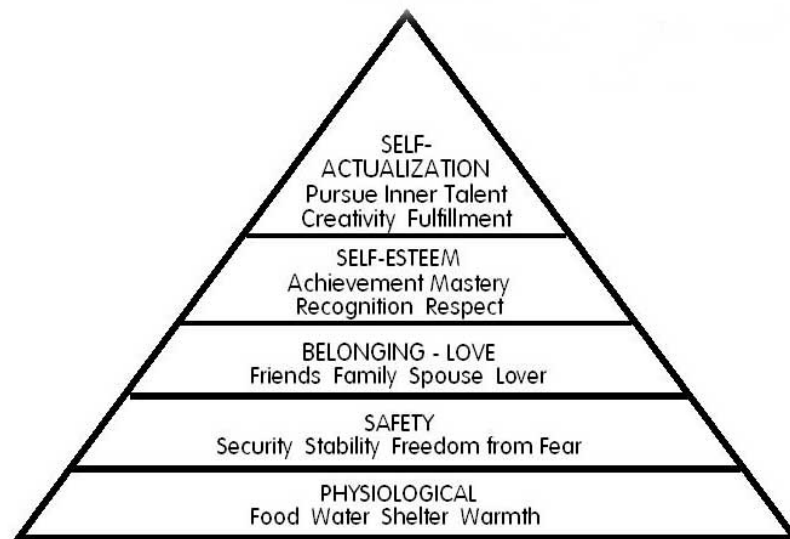 SELF-
ACTUALIZATION
Pursue Inner Talent
Creativity Fulfillment
SELF-ESTEEM
Achievement Mastery
Recognition Respect
BELONGING - LOVE
Friends Family Spouse Lover
SAFETY
Security Stability Freedom from Fear
PHYSIOLOGICAL
Food Water Shelter Warmth